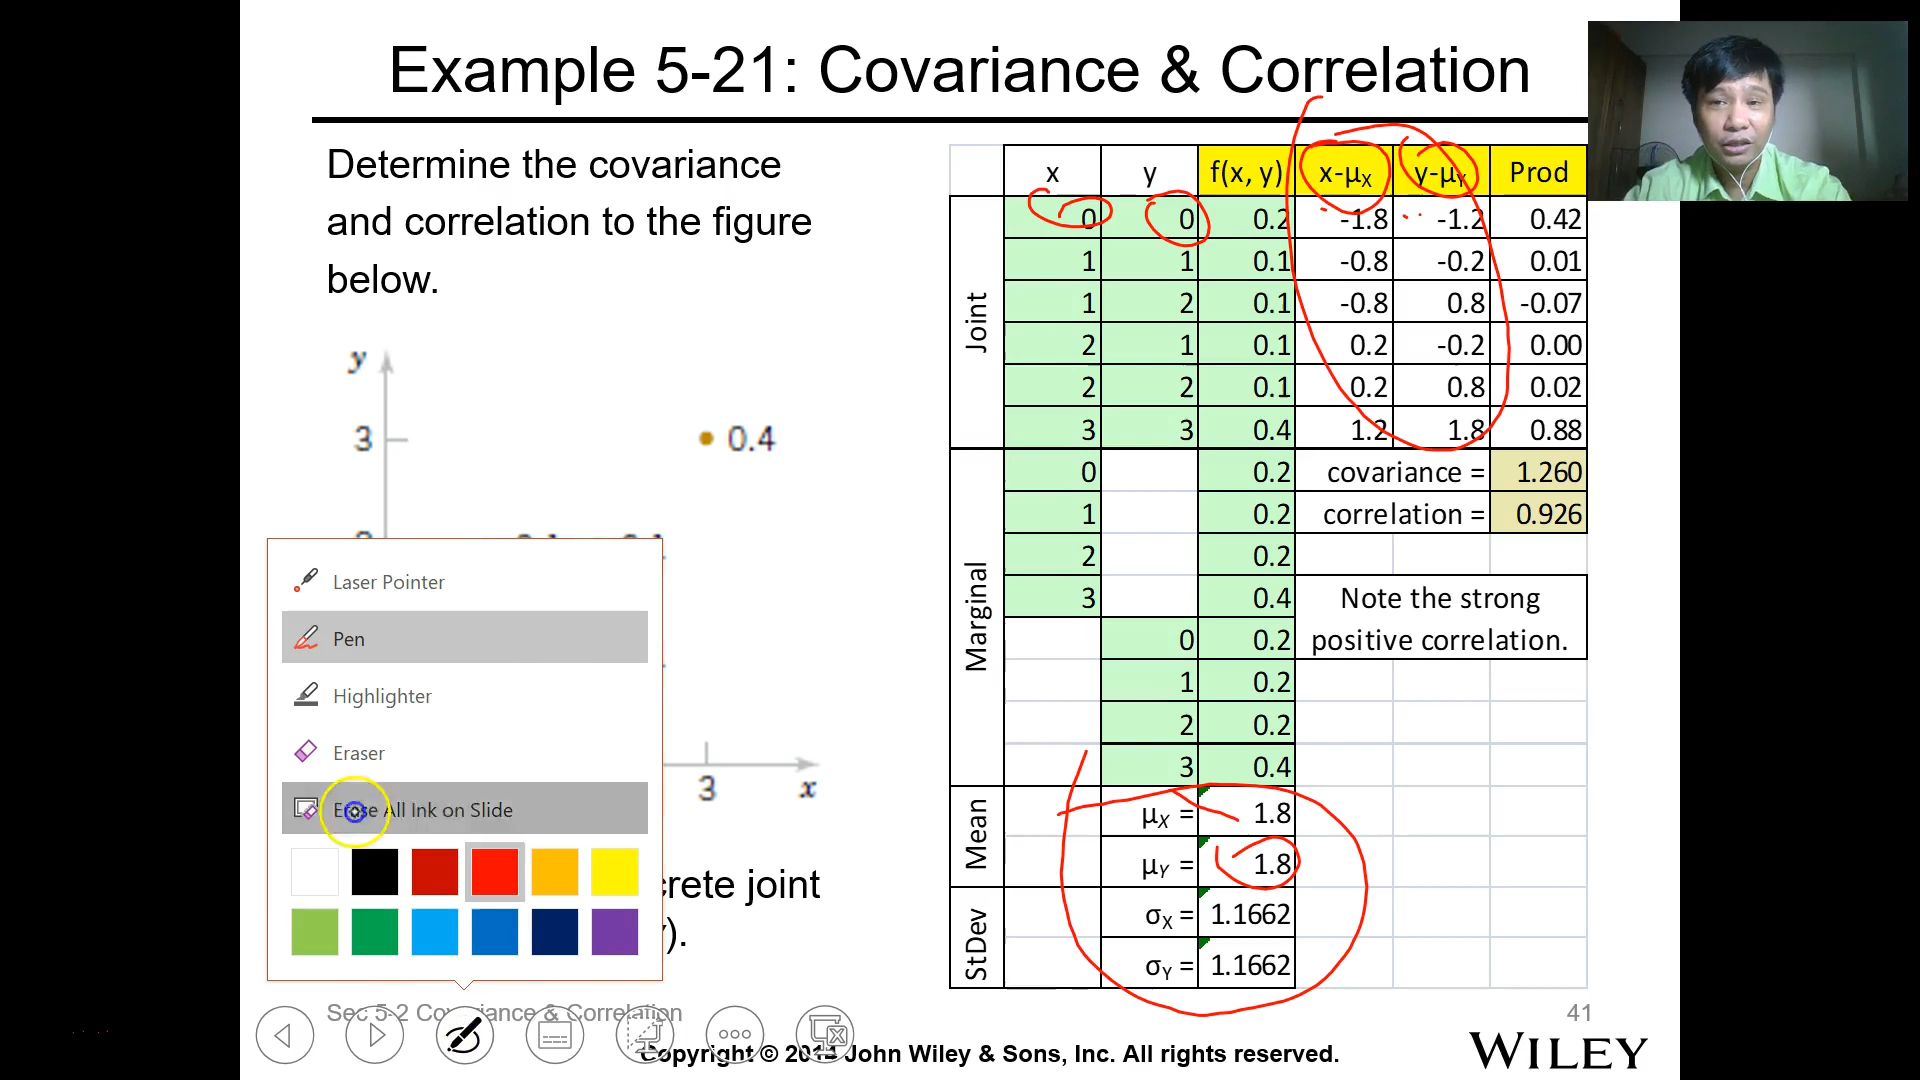 Example 5-21: Covariance & Correlation
Determine the covariance
and correlation to the figure
below.
y
3
0.4
3
x
crete joint
).
Laser Pointer
Pen
Highlighter
Eraser
Erase All Ink on Slide
x y f(x, y) x-μX y-μY Prod
Joint
0 0 0.2 -1.8 -1.2 0.42
1 1 0.1 -0.8 -0.2 0.01
1 2 0.1 -0.8 0.8 -0.07
2 1 0.1 0.2 -0.2 0.00
2 2 0.1 0.2 0.8 0.02
3 3 0.4 1.2 1.8 0.88
Marginal
0 0.2 covariance = 1.260
1 0.2 correlation = 0.926
2 0.2
3 0.4 Note the strong
0 0.2 positive correlation.
1 0.2
2 0.2
3 0.4
Mean
μX = 1.8
μY = 1.8
StDev
σX = 1.1662
σY = 1.1662
Sec 5-2 Covariance & Correlation
41
Copyright © 2014 John Wiley & Sons, Inc. All rights reserved.
WILEY